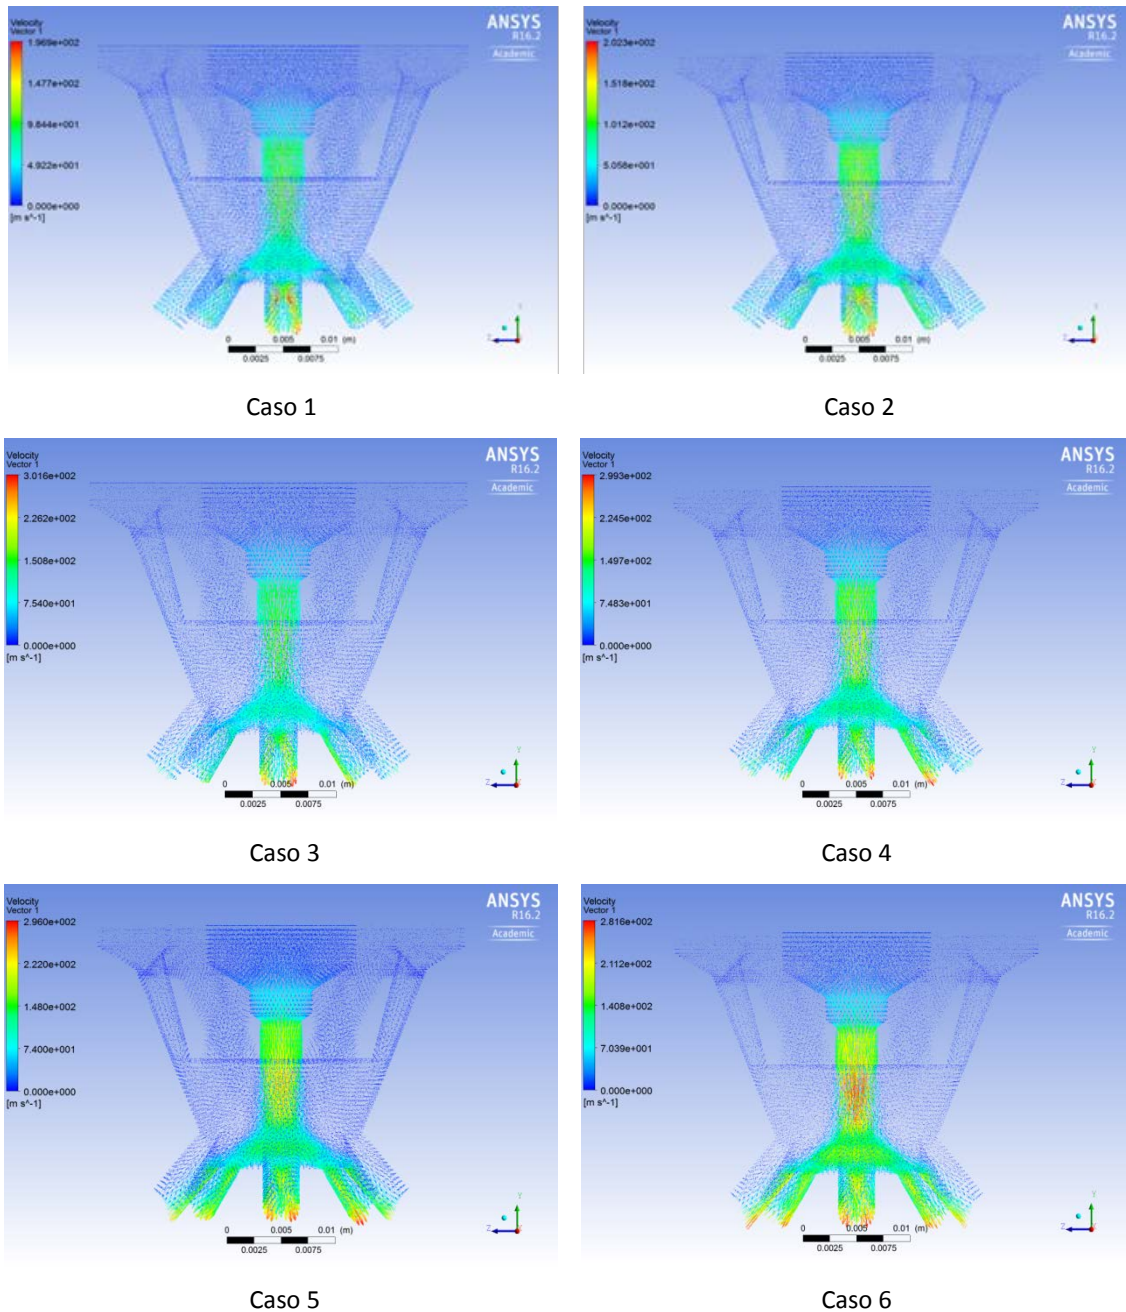 Velocity
Vector 1
1.969e+002
1.477e+002
9.844e+001
4.922e+001
0.000e+000
[m s^-1]
ANSYS
R16.2
Academic
Y
Z
0 0.005 0.01 (m)
0.0025 0.0075
Caso 1
Velocity
Vector 1
2.023e+002
1.518e+002
1.012e+002
5.058e+001
0.000e+000
[m s^-1]
ANSYS
R16.2
Academic
Y
Z
0 0.005 0.01 (m)
0.0025 0.0075
Caso 2
Velocity
Vector 1
3.016e+002
2.262e+002
1.508e+002
7.540e+001
0.000e+000
[m s^-1]
ANSYS
R16.2
Academic
Y
Z
0 0.005 0.01 (m)
0.0025 0.0075
Caso 3
Velocity
Vector 1
2.993e+002
2.245e+002
1.497e+002
7.483e+001
0.000e+000
[m s^-1]
ANSYS
R16.2
Academic
Y
Z
0 0.005 0.01 (m)
0.0025 0.0075
Caso 4
Velocity
Vector 1
2.960e+002
2.220e+002
1.480e+002
7.400e+001
0.000e+000
[m s^-1]
ANSYS
R16.2
Academic
Y
Z
0 0.005 0.01 (m)
0.0025 0.0075
Caso 5
Velocity
Vector 1
2.816e+002
2.112e+002
1.408e+002
7.039e+001
0.000e+000
[m s^-1]
ANSYS
R16.2
Academic
Y
Z
0 0.005 0.01 (m)
0.0025 0.0075
Caso 6